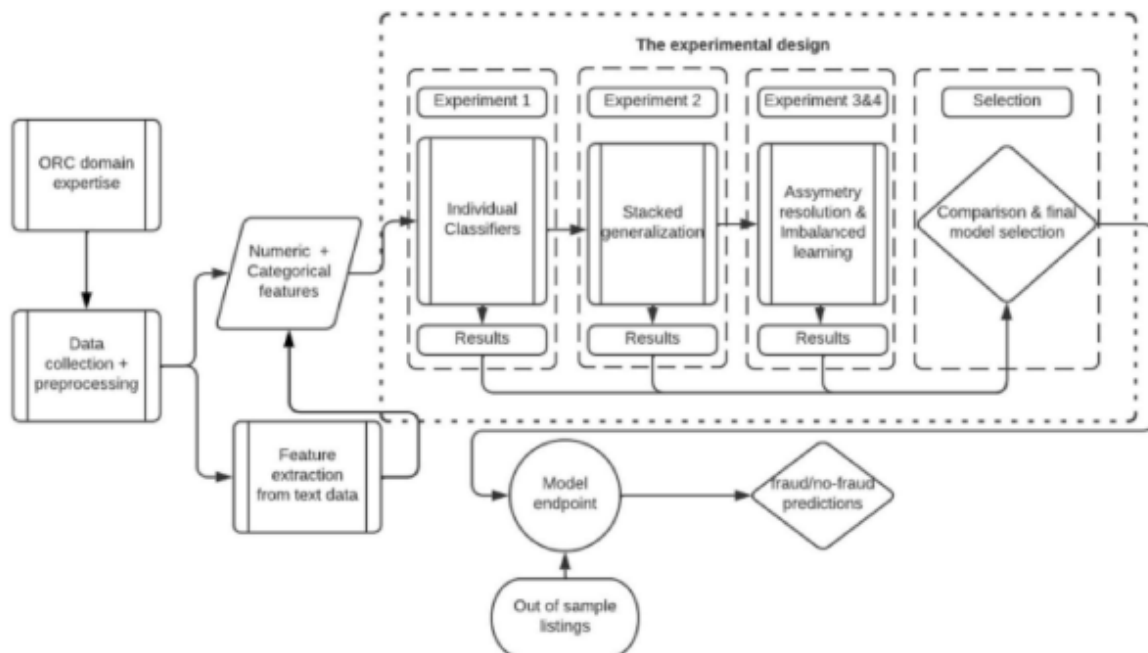 The experimental design
Experiment 1
Experiment 2
Experiment 3&4
Selection
ORC domain
expertise
Data
collection +
preprocessing
Numeric +
Categorical
features
Feature
extraction
from text data
Individual
Classifiers
Stacked
generalization
Assymetry
resolution &
Imbalanced
learning
Comparison & final
model selection
Results
Results
Results
Model
endpoint
fraud/no-fraud
predictions
Out of sample
listings